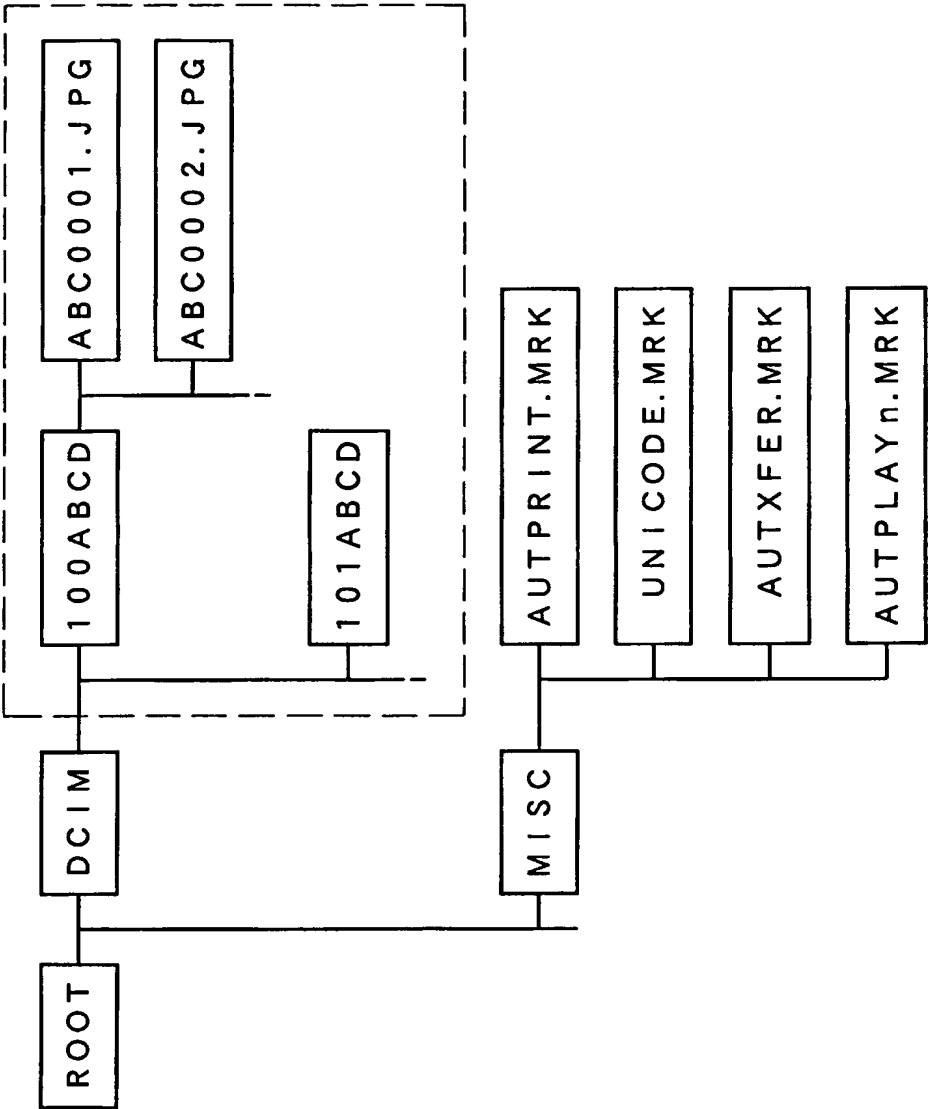 ROOT
DCIM
100ABCD
ABC0001.JPG
ABC0002.JPG
101ABCD
MISC
AUTPRINT.MRK
UNICODE.MRK
AUTXFER.MRK
AUTPLAYn.MRK